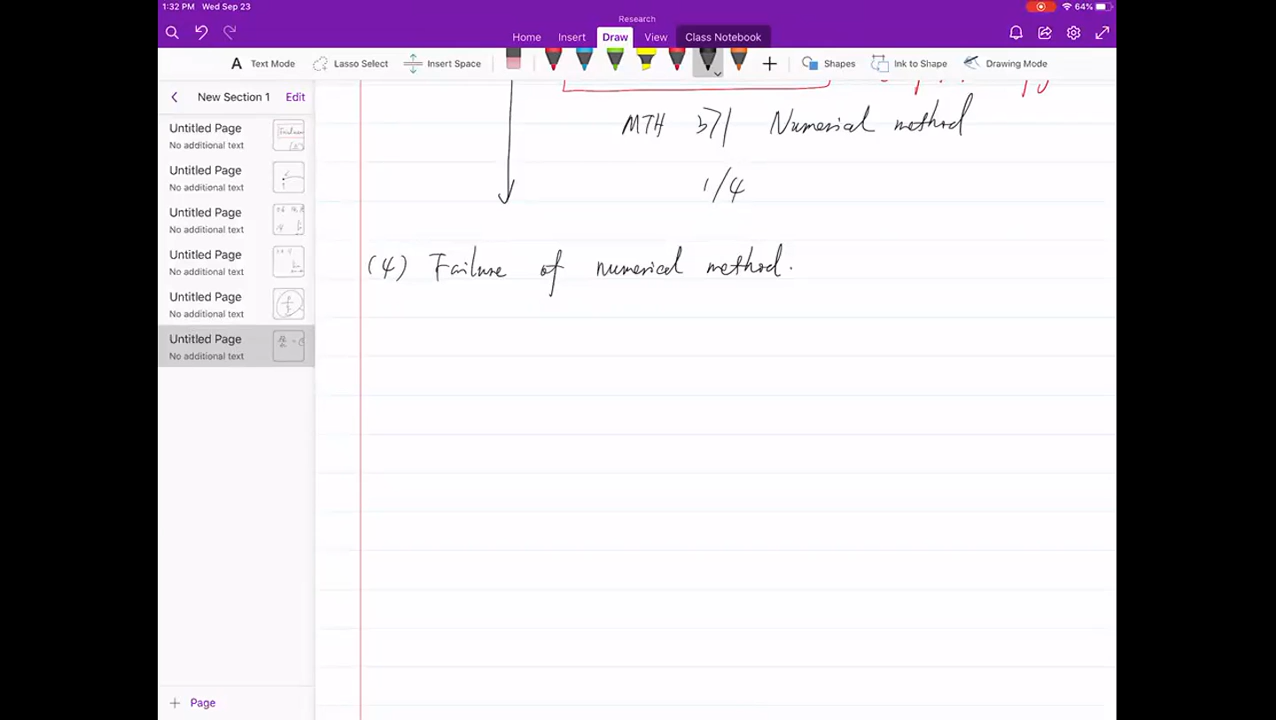 1:32 PM Wed Sep 23
64%
Research
Home Insert Draw View Class Notebook
A Text Mode Lasso Select Insert Space Shapes Ink to Shape Drawing Mode
New Section 1 Edit
Untitled Page
No additional text
Untitled Page
No additional text
Untitled Page
No additional text
Untitled Page
No additional text
Untitled Page
No additional text
Untitled Page
No additional text
+ Page
MTH 571 Numerical method
1/4
(4) Failure of numerical method.